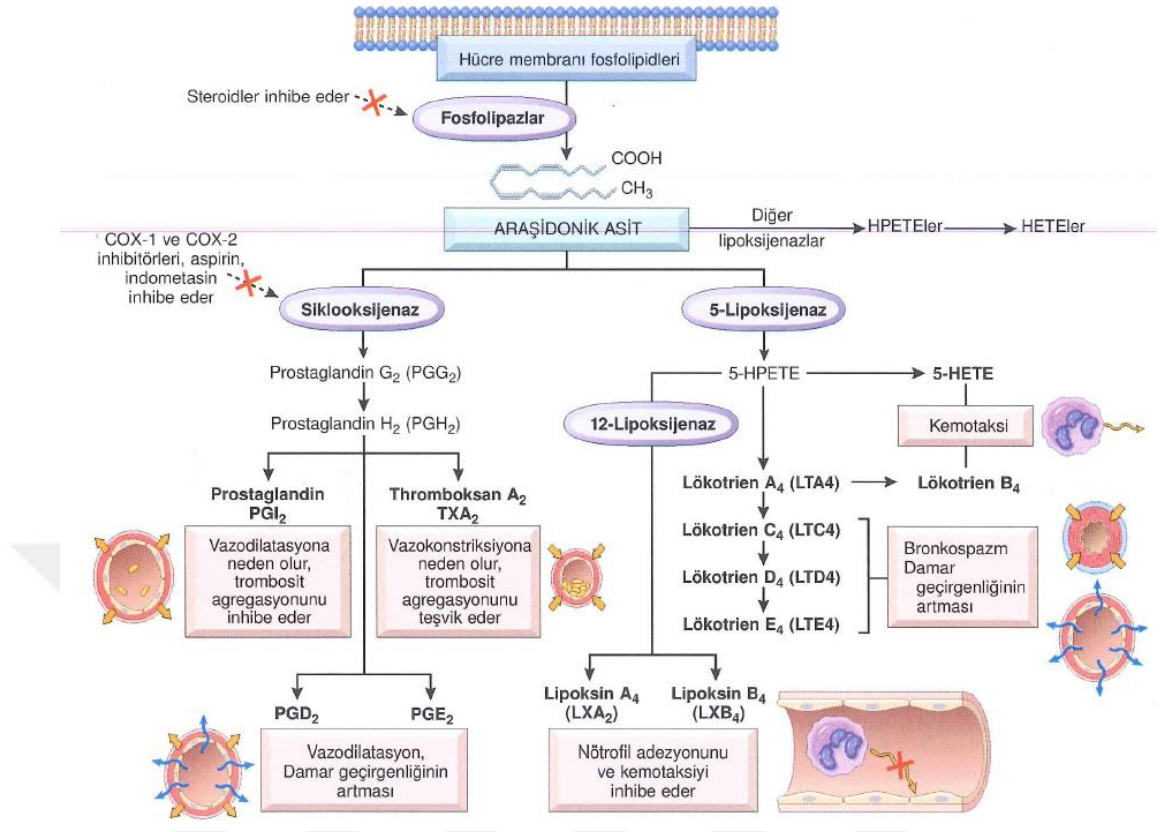 Hücre membranı fosfolipidleri
Steroidler inhibe eder
Fosfolipazlar
COOH
CH₃
ARAŞİDONİK ASİT
Diğer
lipoksijenazlar
HPETEler
HETEler
COX-1 ve COX-2
inhibitörleri, aspirin,
indometasin
inhibe eder
Siklooksijenaz
5-Lipoksijenaz
Prostaglandin G₂ (PGG₂)
5-HPETE
5-HETE
Prostaglandin H₂ (PGH₂)
12-Lipoksijenaz
Kemotaksi
Prostaglandin
PGI₂
Thromboksan A₂
TXA₂
Lökotrien A₄ (LTA4)
Lökotrien B₄
Vazodilatasyona
neden olur,
trombosit
agregasyonunu
inhibe eder
Vazokonstriksiyona
neden olur,
trombosit
agregasyonunu
teşvik eder
Lökotrien C₄ (LTC4)
Lökotrien D₄ (LTD4)
Lökotrien E₄ (LTE4)
Bronkospazm
Damar
geçirgenliğinin
artması
PGD₂
PGE₂
Lipoksin A₄
(LXA₂)
Lipoksin B₄
(LXB₄)
Vazodilatasyon,
Damar geçirgenliğinin
artması
Nötrofil adezyonunu
ve kemotaksiyi
inhibe eder